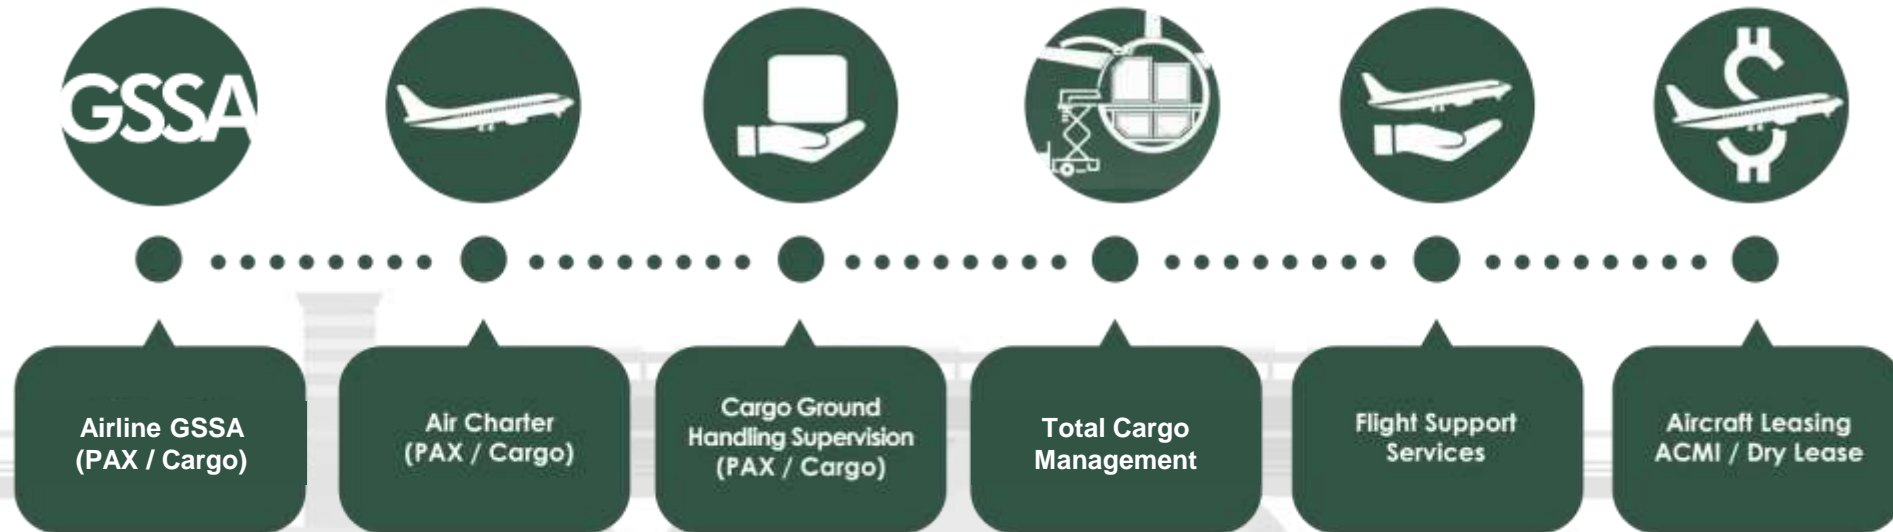 GSSA
Airline GSSA
(PAX / Cargo)
Air Charter
(PAX / Cargo)
Cargo Ground
Handling Supervision
(PAX / Cargo)
Total Cargo
Management
Flight Support
Services
Aircraft Leasing
ACMI / Dry Lease